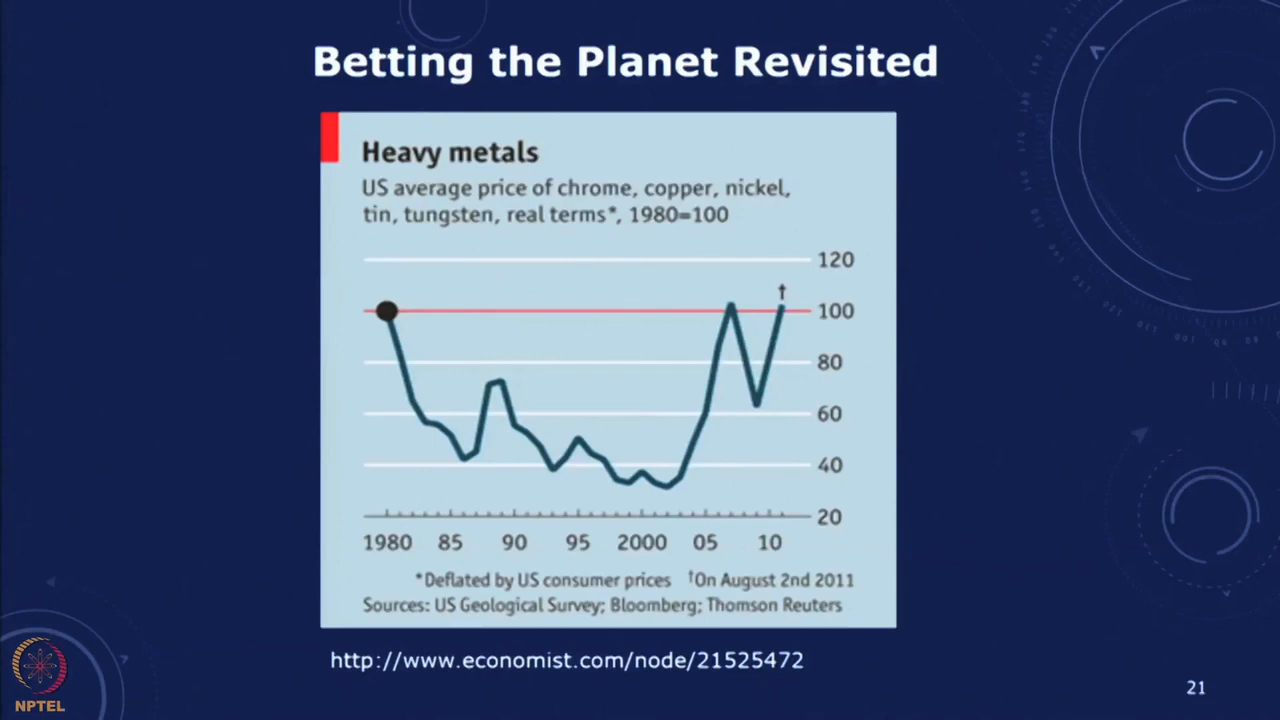 Betting the Planet Revisited
Heavy metals
US average price of chrome, copper, nickel,
tin, tungsten, real terms*, 1980=100
120
†
100
80
60
40
20
1980 85 90 95 2000 05 10
*Deflated by US consumer prices †On August 2nd 2011
Sources: US Geological Survey; Bloomberg; Thomson Reuters
http://www.economist.com/node/21525472
21
NPTEL